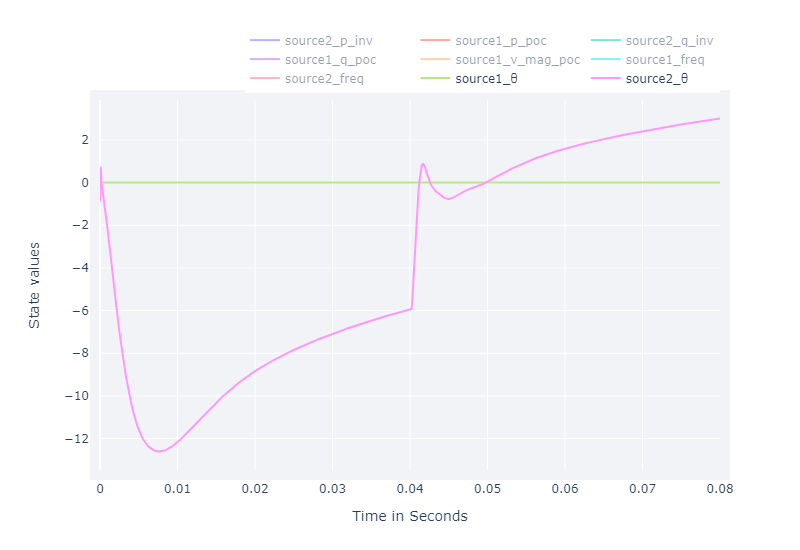 source2_p_inv source1_p_poc source2_q_inv
source1_q_poc source1_v_mag_poc source1_freq
source2_freq source1_θ source2_θ
2
0
−2
−4
−6
−8
−10
−12
State values
0 0.01 0.02 0.03 0.04 0.05 0.06 0.07 0.08
Time in Seconds